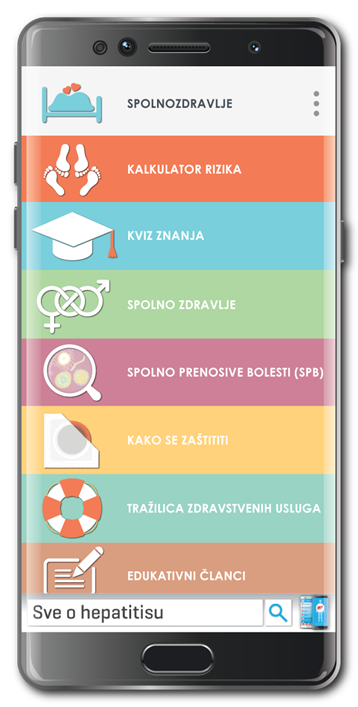 SPOLNOZDRAVLJE
KALKULATOR RIZIKA
KVIZ ZNANJA
SPOLNO ZDRAVLJE
SPOLNO PRENOSIVE BOLESTI (SPB)
KAKO SE ZAŠTITITI
TRAŽILICA ZDRAVSTVENIH USLUGA
EDUKATIVNI ČLANCI
Sve o hepatitisu